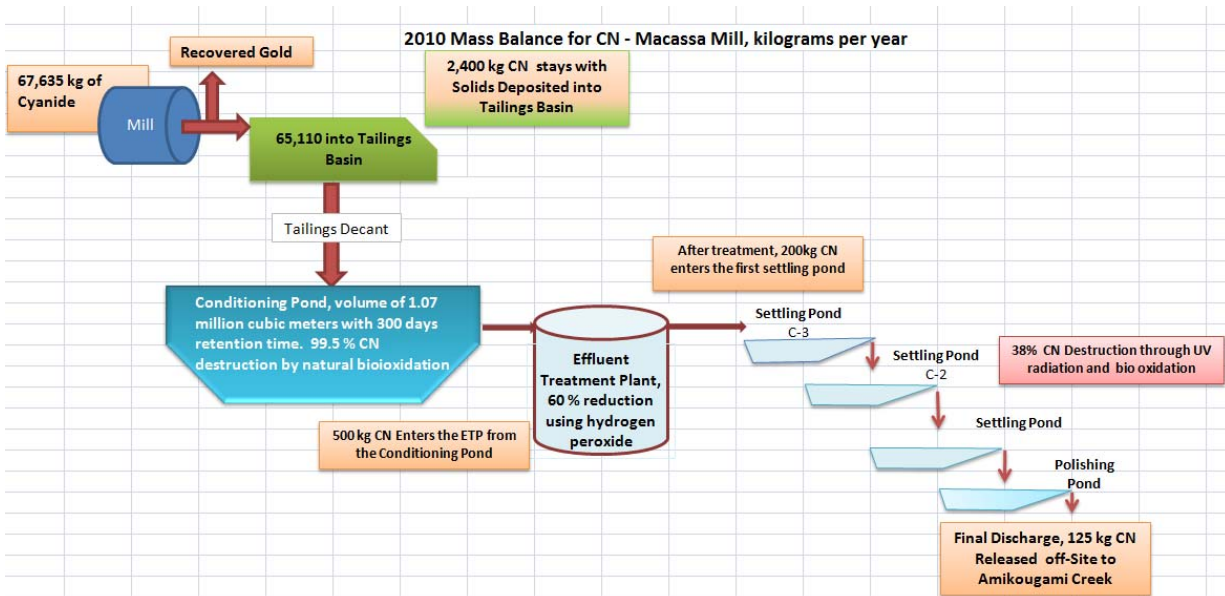 2010 Mass Balance for CN - Macassa Mill, kilograms per year
Recovered Gold
67,635 kg of
Cyanide
Mill
2,400 kg CN stays with
Solids Deposited into
Tailings Basin
65,110 into Tailings
Basin
Tailings Decant
Conditioning Pond, volume of 1.07
million cubic meters with 300 days
retention time. 99.5 % CN
destruction by natural bioioxidation
500 kg CN Enters the ETP from
the Conditioning Pond
Effluent
Treatment Plant,
60 % reduction
using hydrogen
peroxide
After treatment, 200kg CN
enters the first settling pond
Settling Pond
C-3
Settling Pond
C-2
38% CN Destruction through UV
radiation and bio oxidation
Settling Pond
Polishing
Pond
Final Discharge, 125 kg CN
Released off-Site to
Amikougami Creek